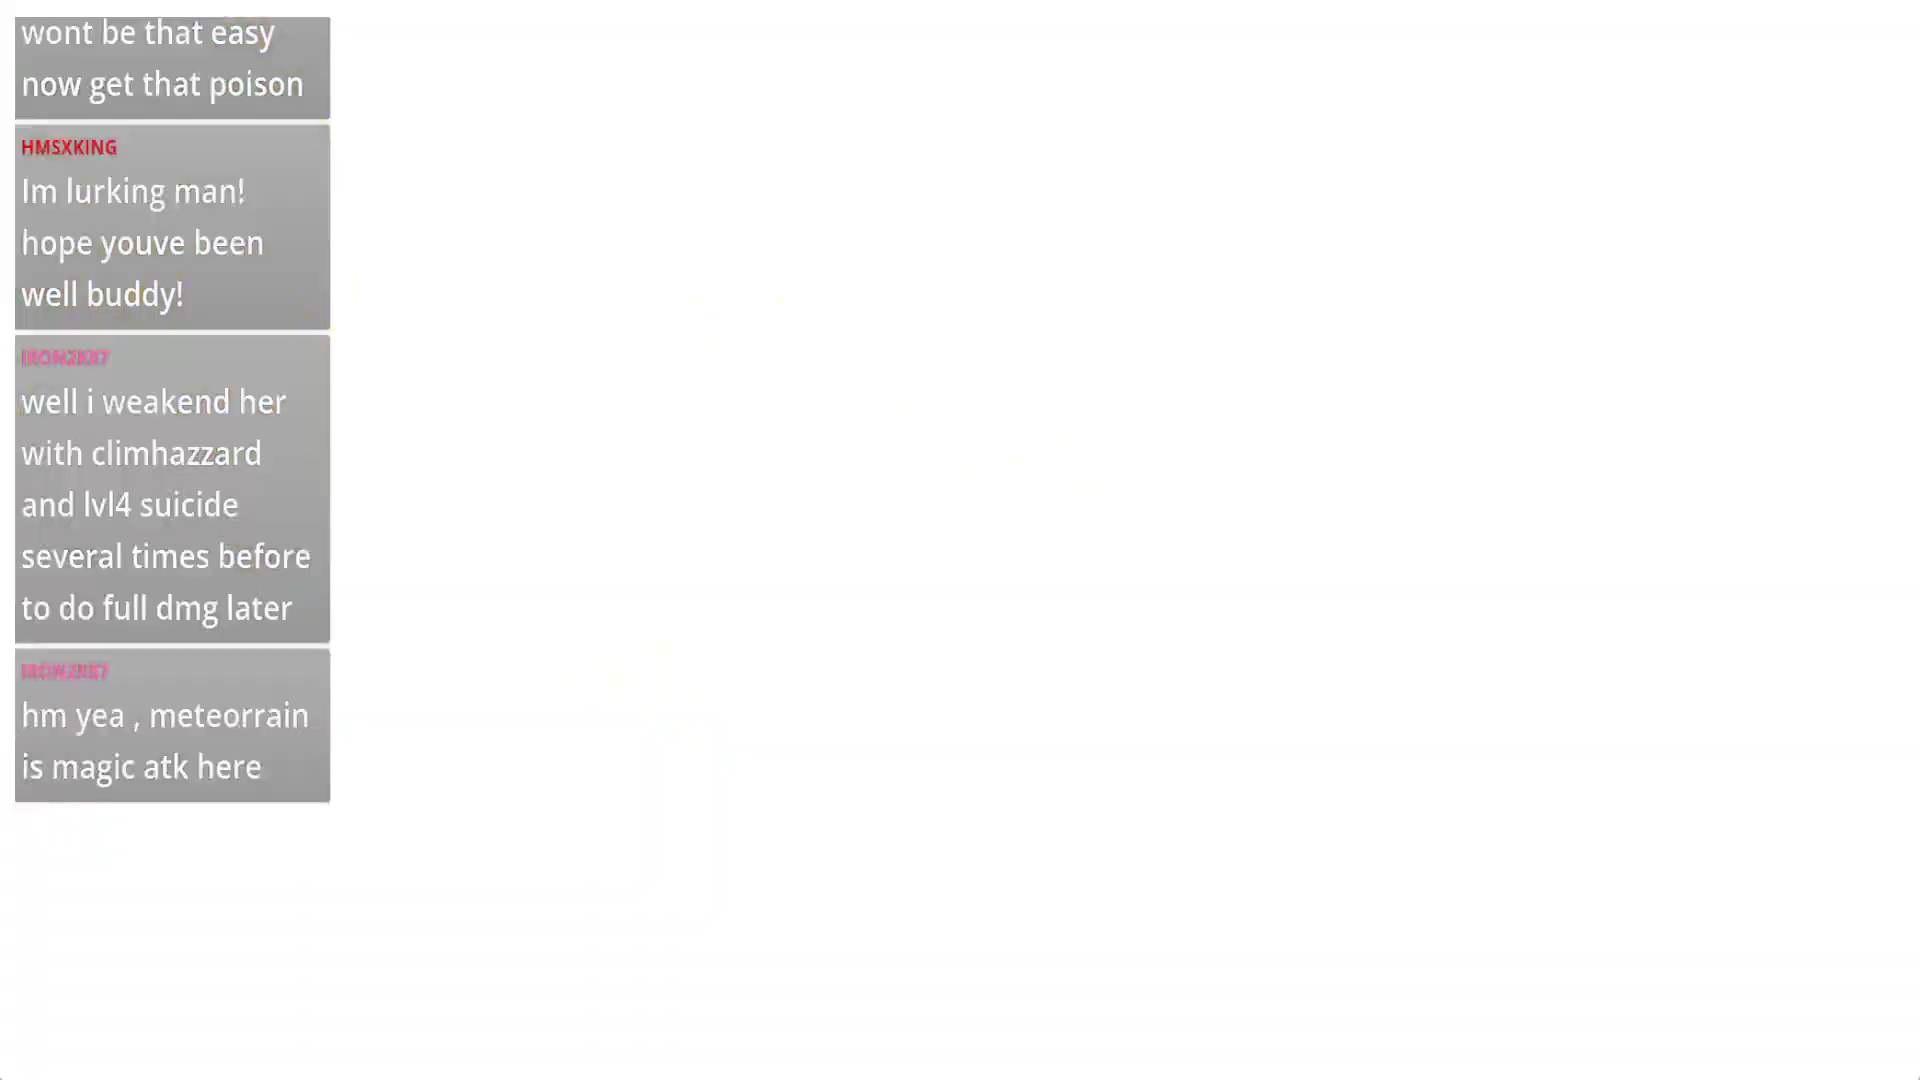 wont be that easy
now get that poison
HMSXKING
Im lurking man!
hope youve been
well buddy!
well i weakend her
with climhazzard
and lvl4 suicide
several times before
to do full dmg later
hm yea , meteorrain
is magic atk here